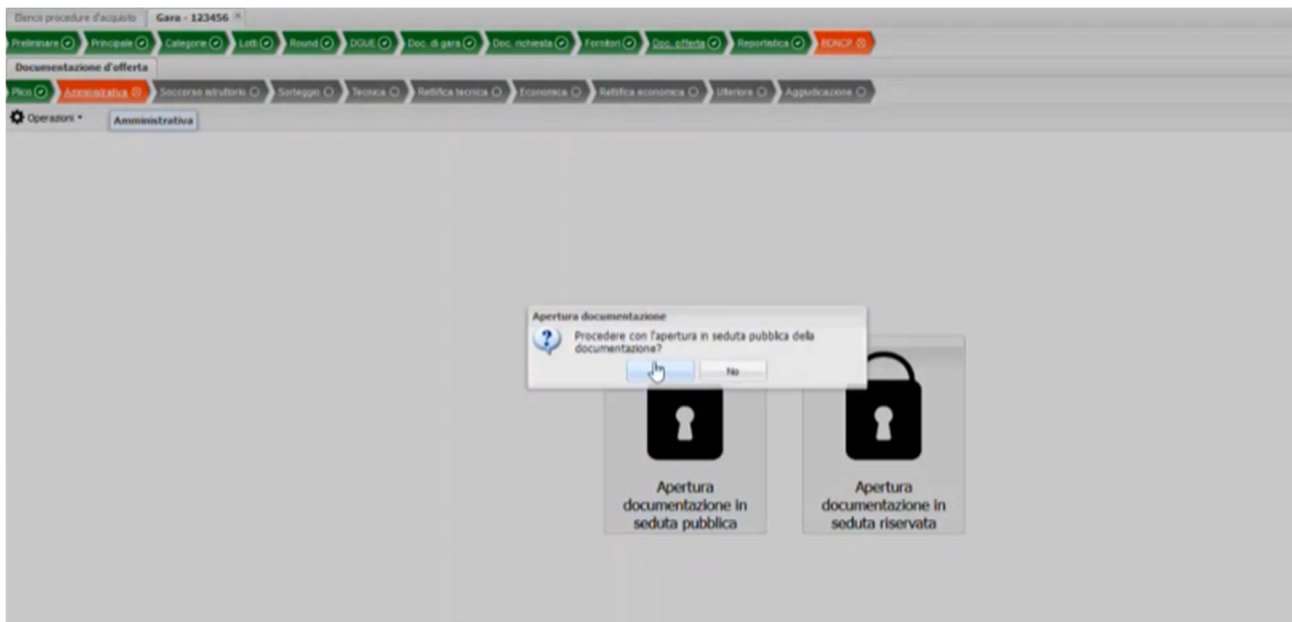 Elenco procedure d'acquisto Gara - 123456
Preliminare Principale Categorie Lotti Round DGUE Doc. di gara Doc. richiesta Fornitori Doc. offerta Reportistica BDNCP
Documentazione d'offerta
Plico Amministrativa Soccorso istruttorio Sorteggio Tecnica Rettifica tecnica Economica Rettifica economica Ulteriore Aggiudicazione
Operazioni Amministrativa
Apertura documentazione
Procedere con l'apertura in seduta pubblica della
documentazione?
No
Apertura
documentazione in
seduta pubblica
Apertura
documentazione in
seduta riservata